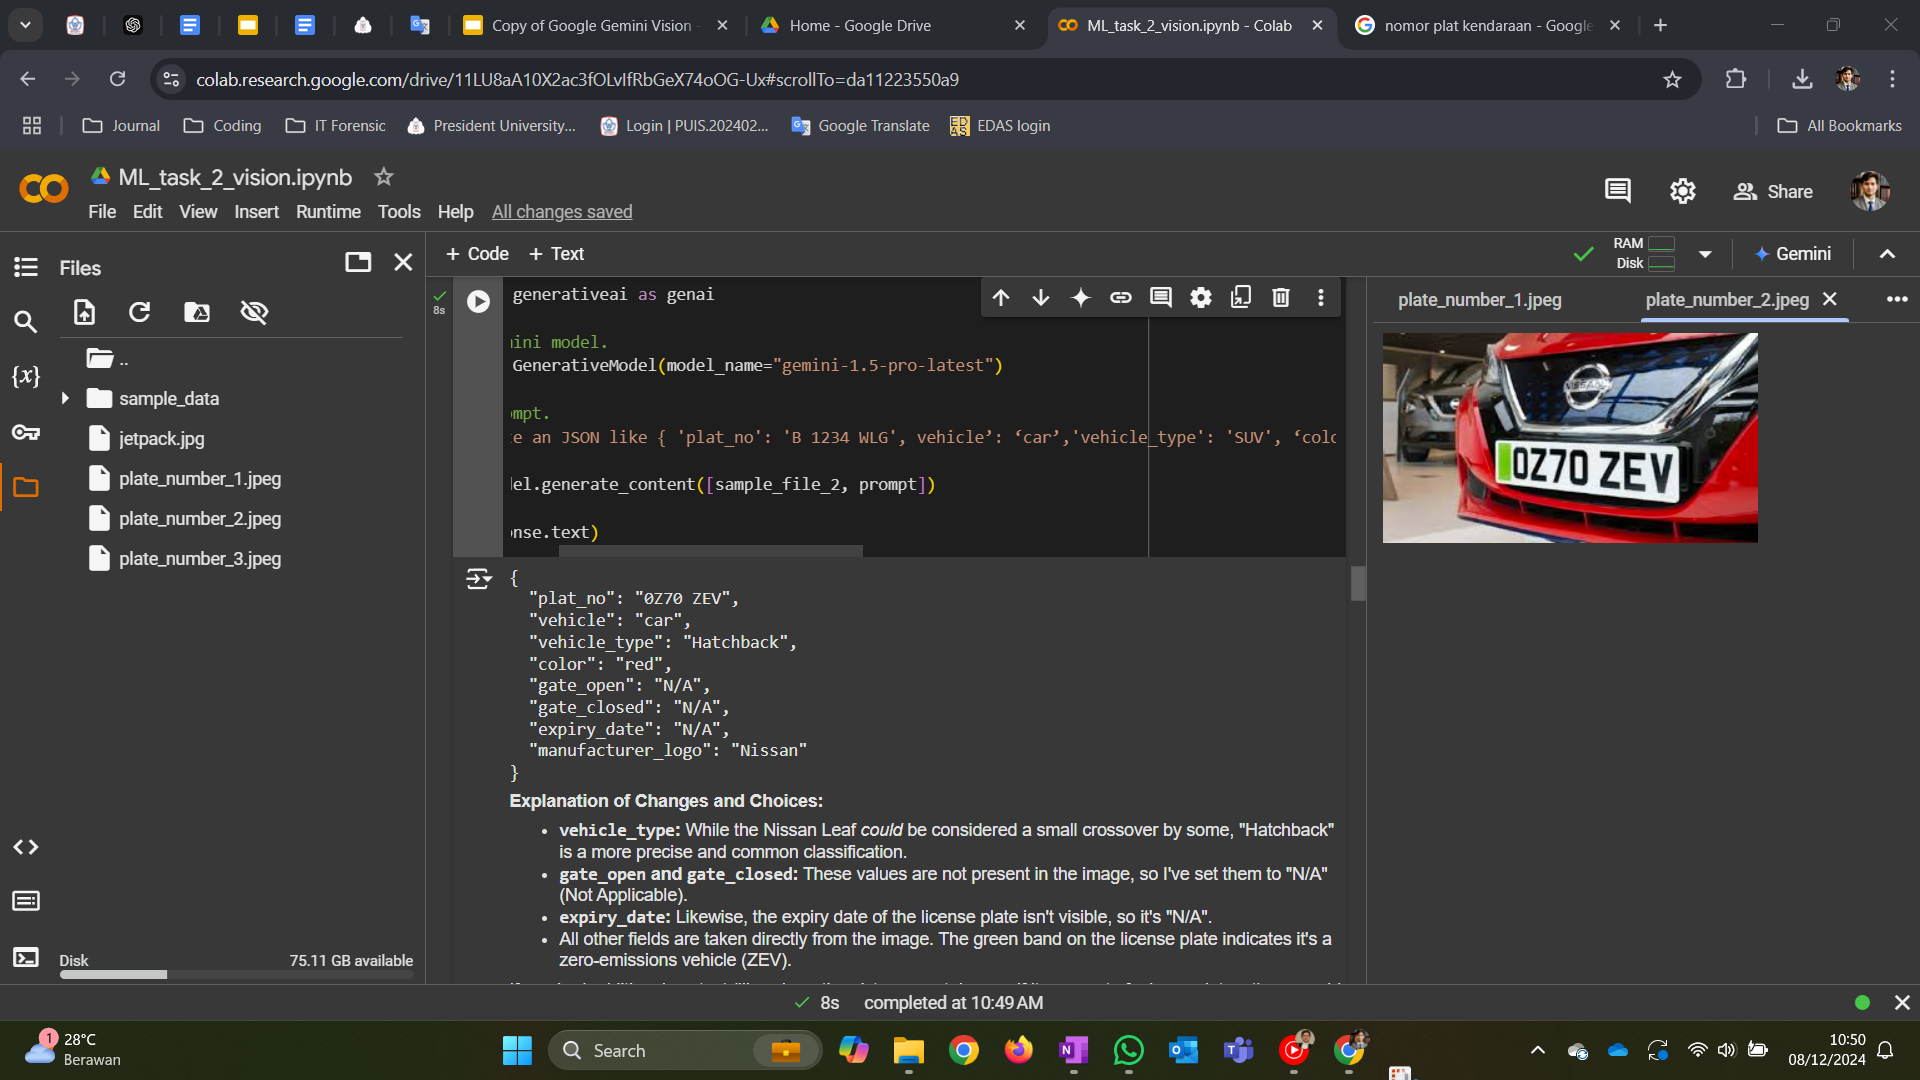 Copy of Google Gemini Vision -
Home - Google Drive
ML_task_2_vision.ipynb - Colab
nomor plat kendaraan - Google
colab.research.google.com/drive/11LU8aA10X2ac3fOLvIfRbGeX74oOG-Ux#scrollTo=da11223550a9
Journal
Coding
IT Forensic
President University...
Login | PUIS.202402...
Google Translate
EDAS login
All Bookmarks
ML_task_2_vision.ipynb
File Edit View Insert Runtime Tools Help All changes saved
Share
Files
+ Code + Text
RAM
Disk
Gemini
..
sample_data
jetpack.jpg
plate_number_1.jpeg
plate_number_2.jpeg
plate_number_3.jpeg
Disk 75.11 GB available
8s
generativeai as genai
ini model.
GenerativeModel(model_name="gemini-1.5-pro-latest")
mpt.
te an JSON like { 'plat_no': 'B 1234 WLG', vehicle’: ‘car’,'vehicle_type': 'SUV', ‘colo
del.generate_content([sample_file_2, prompt])
onse.text)
{
"plat_no": "0Z70 ZEV",
"vehicle": "car",
"vehicle_type": "Hatchback",
"color": "red",
"gate_open": "N/A",
"gate_closed": "N/A",
"expiry_date": "N/A",
"manufacturer_logo": "Nissan"
}
Explanation of Changes and Choices:
• vehicle_type: While the Nissan Leaf could be considered a small crossover by some, "Hatchback"
is a more precise and common classification.
• gate_open and gate_closed: These values are not present in the image, so I've set them to "N/A"
(Not Applicable).
• expiry_date: Likewise, the expiry date of the license plate isn't visible, so it's "N/A".
• All other fields are taken directly from the image. The green band on the license plate indicates it's a
zero-emissions vehicle (ZEV).
plate_number_1.jpeg
plate_number_2.jpeg
NISSAN
OZ70 ZEV
8s completed at 10:49 AM
1
28°C
Berawan
Search
10:50
08/12/2024